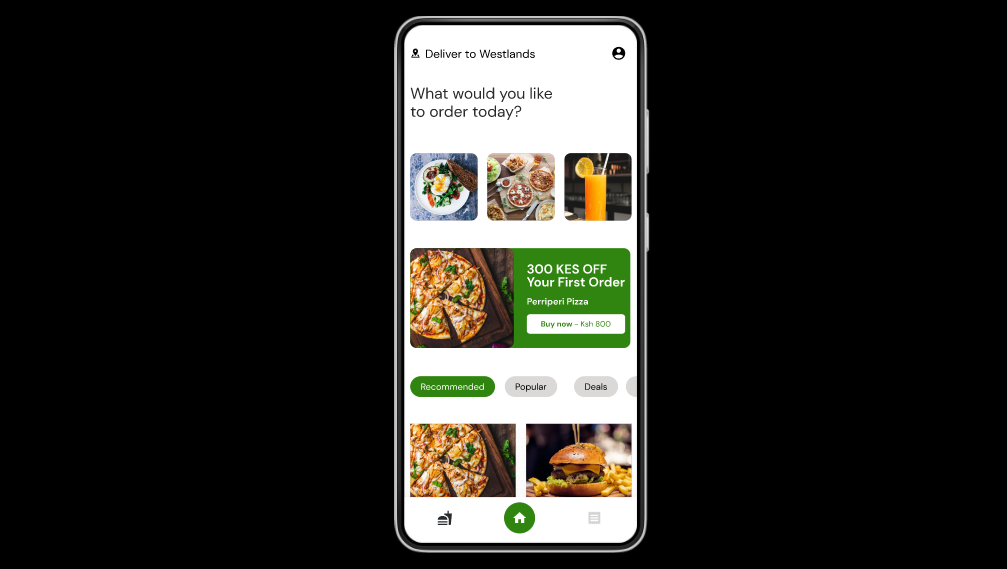 Deliver to Westlands
What would you like
to order today?
300 KES OFF
Your First Order
Perriperi Pizza
Buy now - Ksh 800
Recommended
Popular
Deals